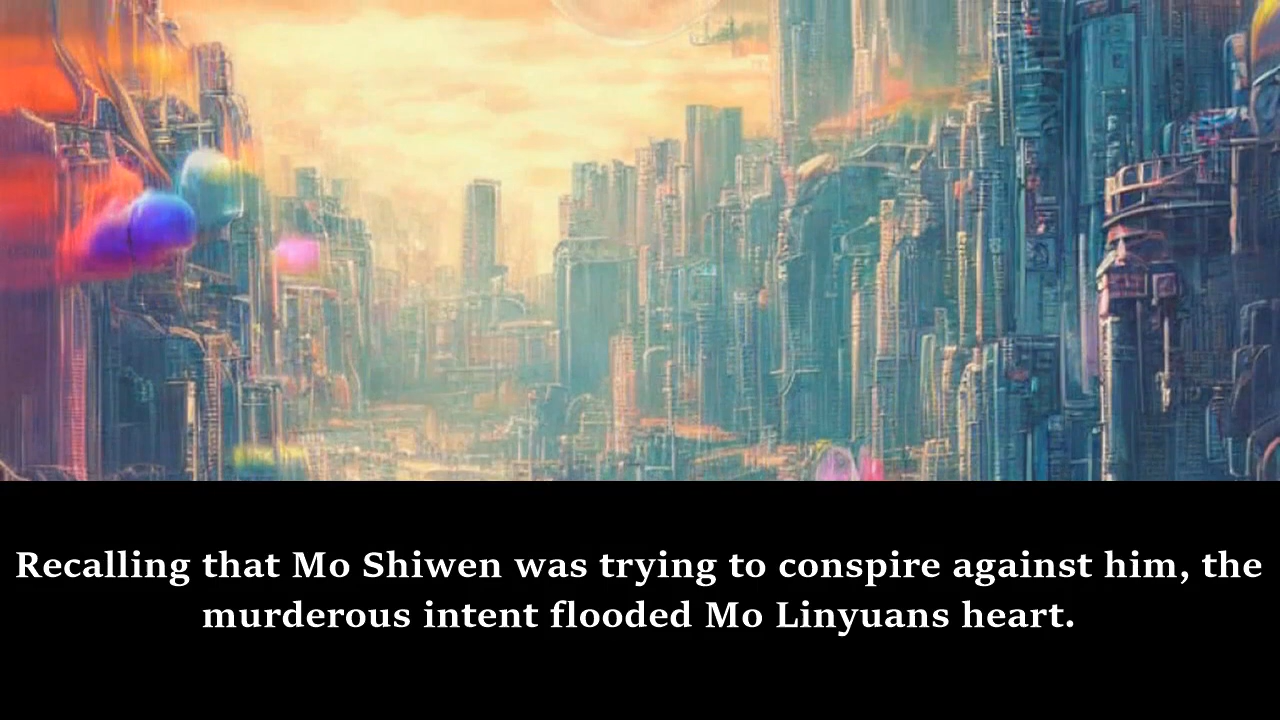 Recalling that Mo Shiwen was trying to conspire against him, the
murderous intent flooded Mo Linyuans heart.